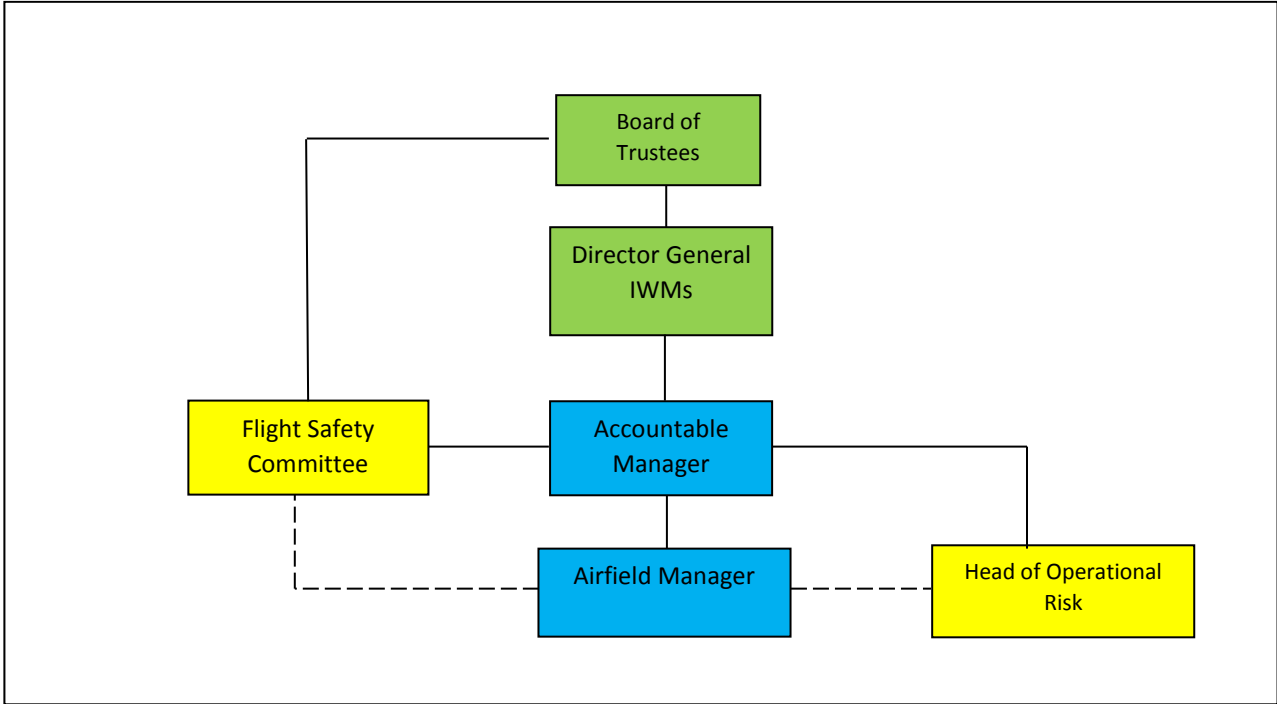 Board of
Trustees
Director General
IWMs
Flight Safety
Committee
Accountable
Manager
Airfield Manager
Head of Operational
Risk